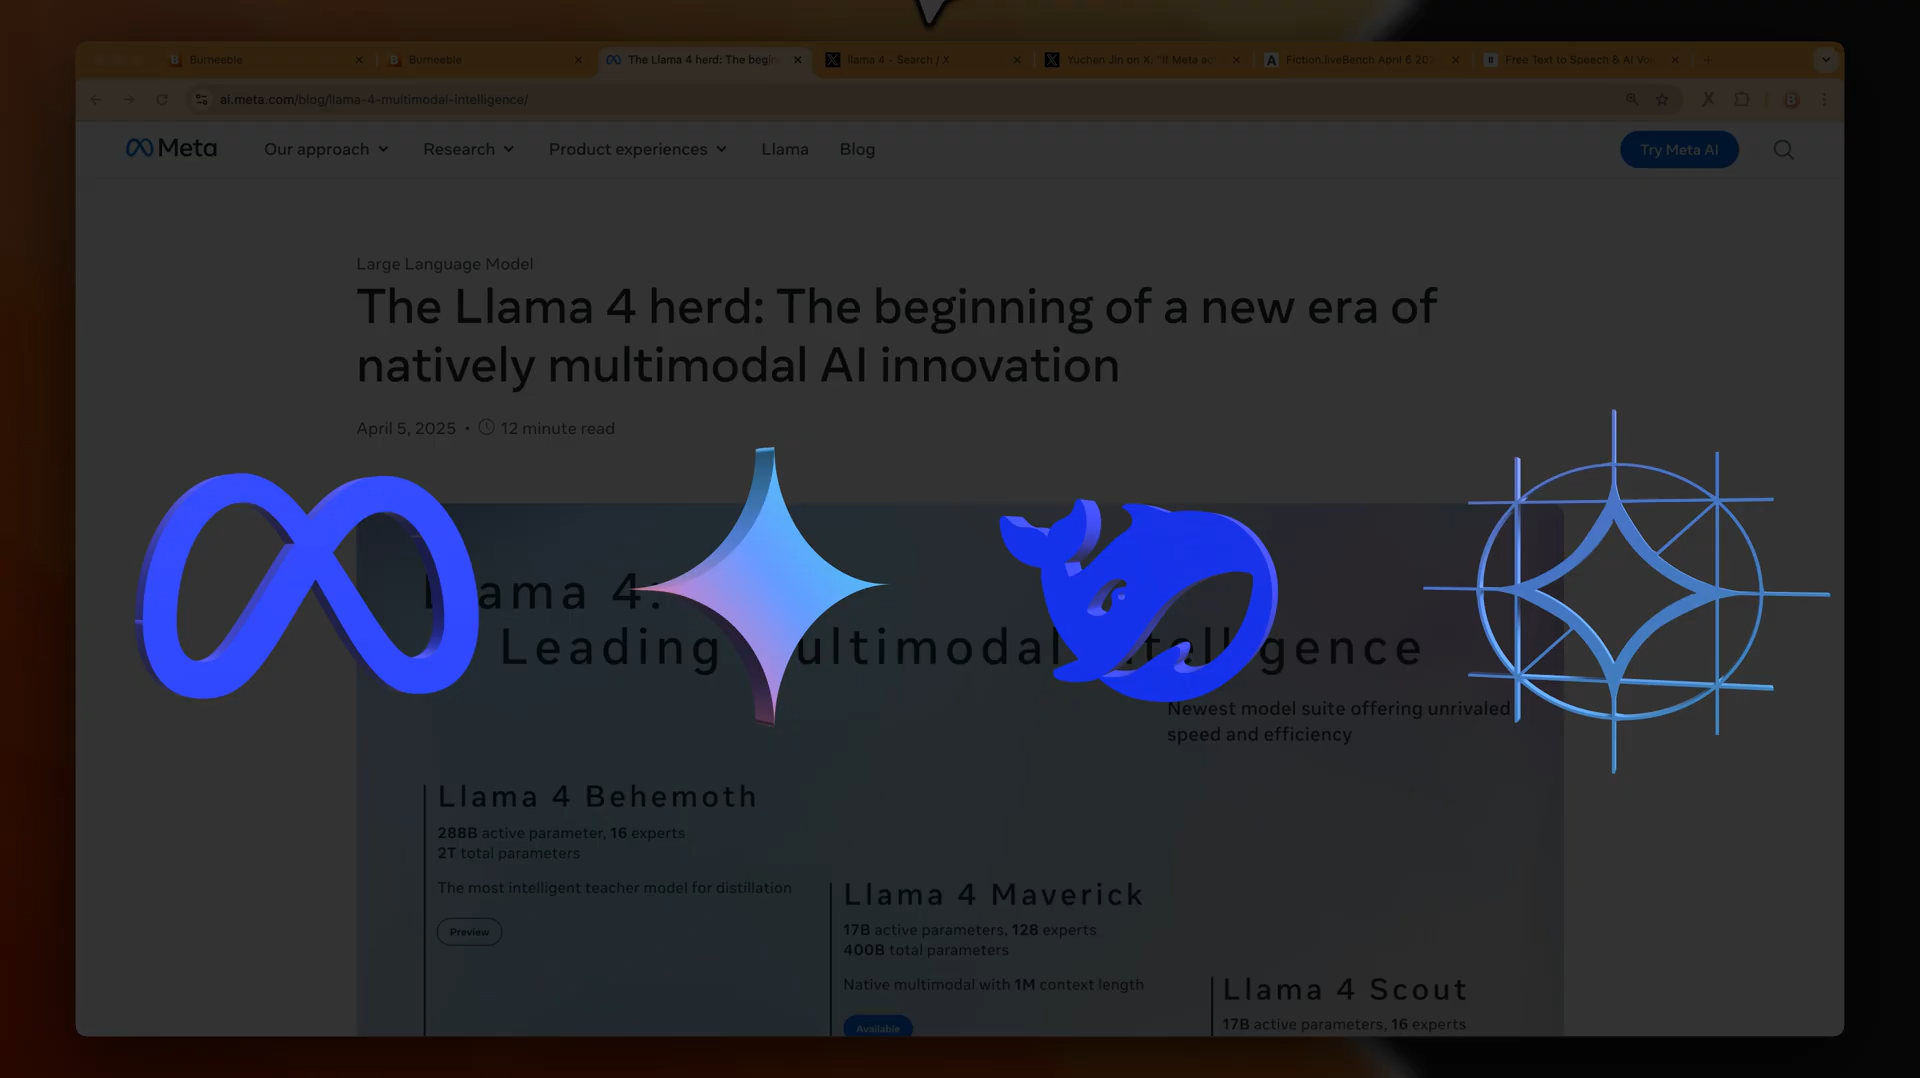 Burneeble
Burneeble
The Llama 4 herd: The begin
llama 4 - Search / X
Yuchen Jin on X: "If Meta ac
Fiction.liveBench April 6 202
Free Text to Speech & AI Vo
ai.meta.com/blog/llama-4-multimodal-intelligence/
Meta
Our approach
Research
Product experiences
Llama
Blog
Try Meta AI
Large Language Model
The Llama 4 herd: The beginning of a new era of
natively multimodal AI innovation
April 5, 2025 • 12 minute read
Llama 4:
Leading Multimodal Intelligence
Newest model suite offering unrivaled
speed and efficiency
Llama 4 Behemoth
288B active parameter, 16 experts
2T total parameters
The most intelligent teacher model for distillation
Preview
Llama 4 Maverick
17B active parameters, 128 experts
400B total parameters
Native multimodal with 1M context length
Available
Llama 4 Scout
17B active parameters, 16 experts